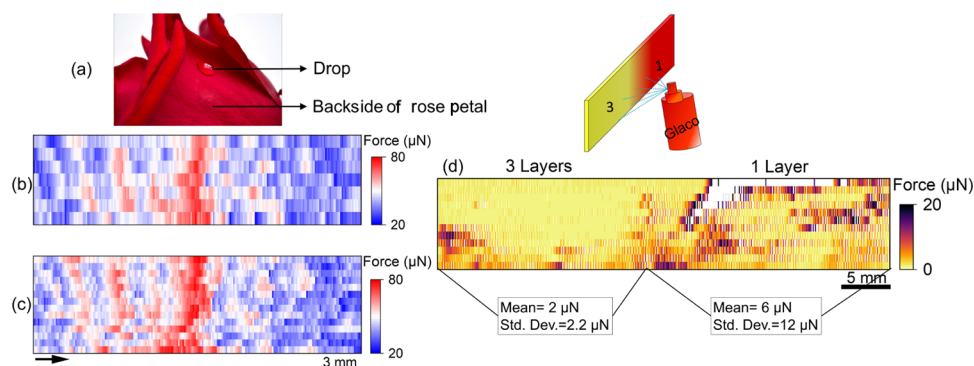 (a)
Drop
Backside of rose petal
Force (µN)
(b)
80
20
(c)
80
20
3 mm
1
3
Glaco
(d)
3 Layers
1 Layer
Force (µN)
20
0
5 mm
Mean= 2 µN
Std. Dev.=2.2 µN
Mean= 6 µN
Std. Dev.=12 µN